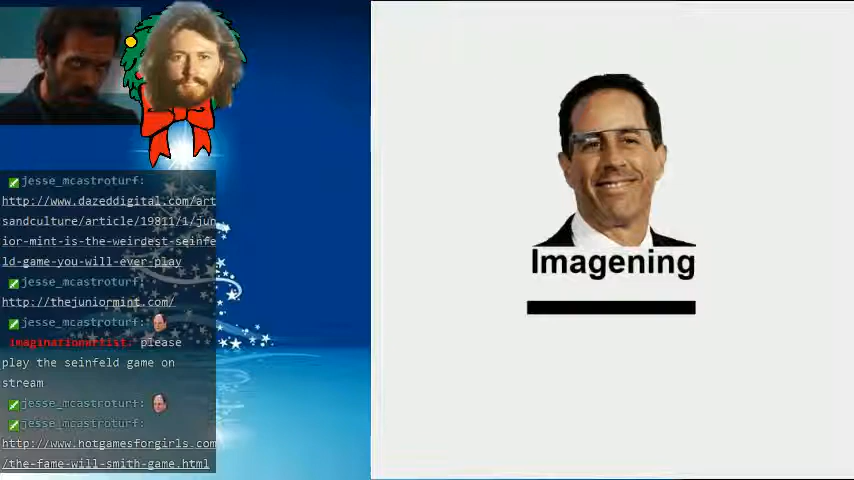 jesse_mcastroturf:
http://www.dazeddigital.com/art
sandculture/article/19811/1/jun
ior-mint-is-the-weirdest-seinfe
ld-game-you-will-ever-play
jesse_mcastroturf:
http://thejuniormint.com/
jesse_mcastroturf:
imaginationartist: please
play the seinfeld game on
stream
jesse_mcastroturf:
jesse_mcastroturf:
http://www.hotgamesforgirls.com
/the-fame-will-smith-game.html
Imagening